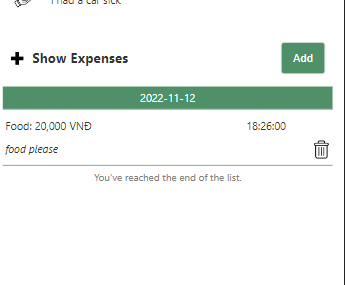 I had a car sick
Show Expenses
Add
2022-11-12
Food: 20,000 VNĐ 18:26:00
food please
You've reached the end of the list.